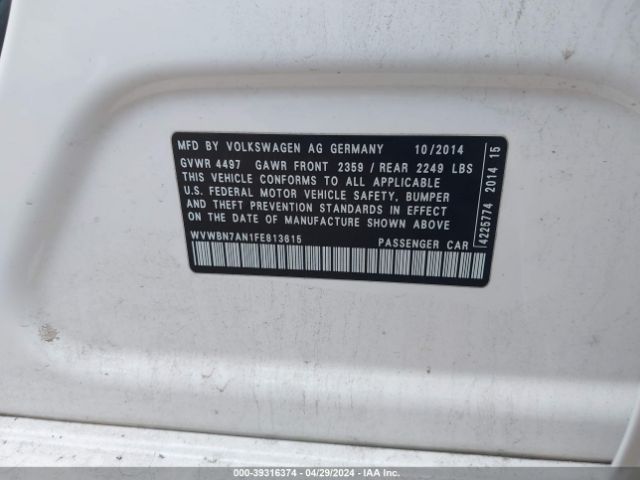 MFD BY VOLKSWAGEN AG GERMANY 10/2014
GVWR 4497 GAWR FRONT 2359 / REAR 2249 LBS
THIS VEHICLE CONFORMS TO ALL APPLICABLE
U.S. FEDERAL MOTOR VEHICLE SAFETY, BUMPER
AND THEFT PREVENTION STANDARDS IN EFFECT
ON THE DATE OF MANUFACTURE SHOWN ABOVE
WVWBN7AN1FE813615 PASSENGER CAR
4225774 2014 15
000-39316374 / 04/29/2024 - IAA Inc.